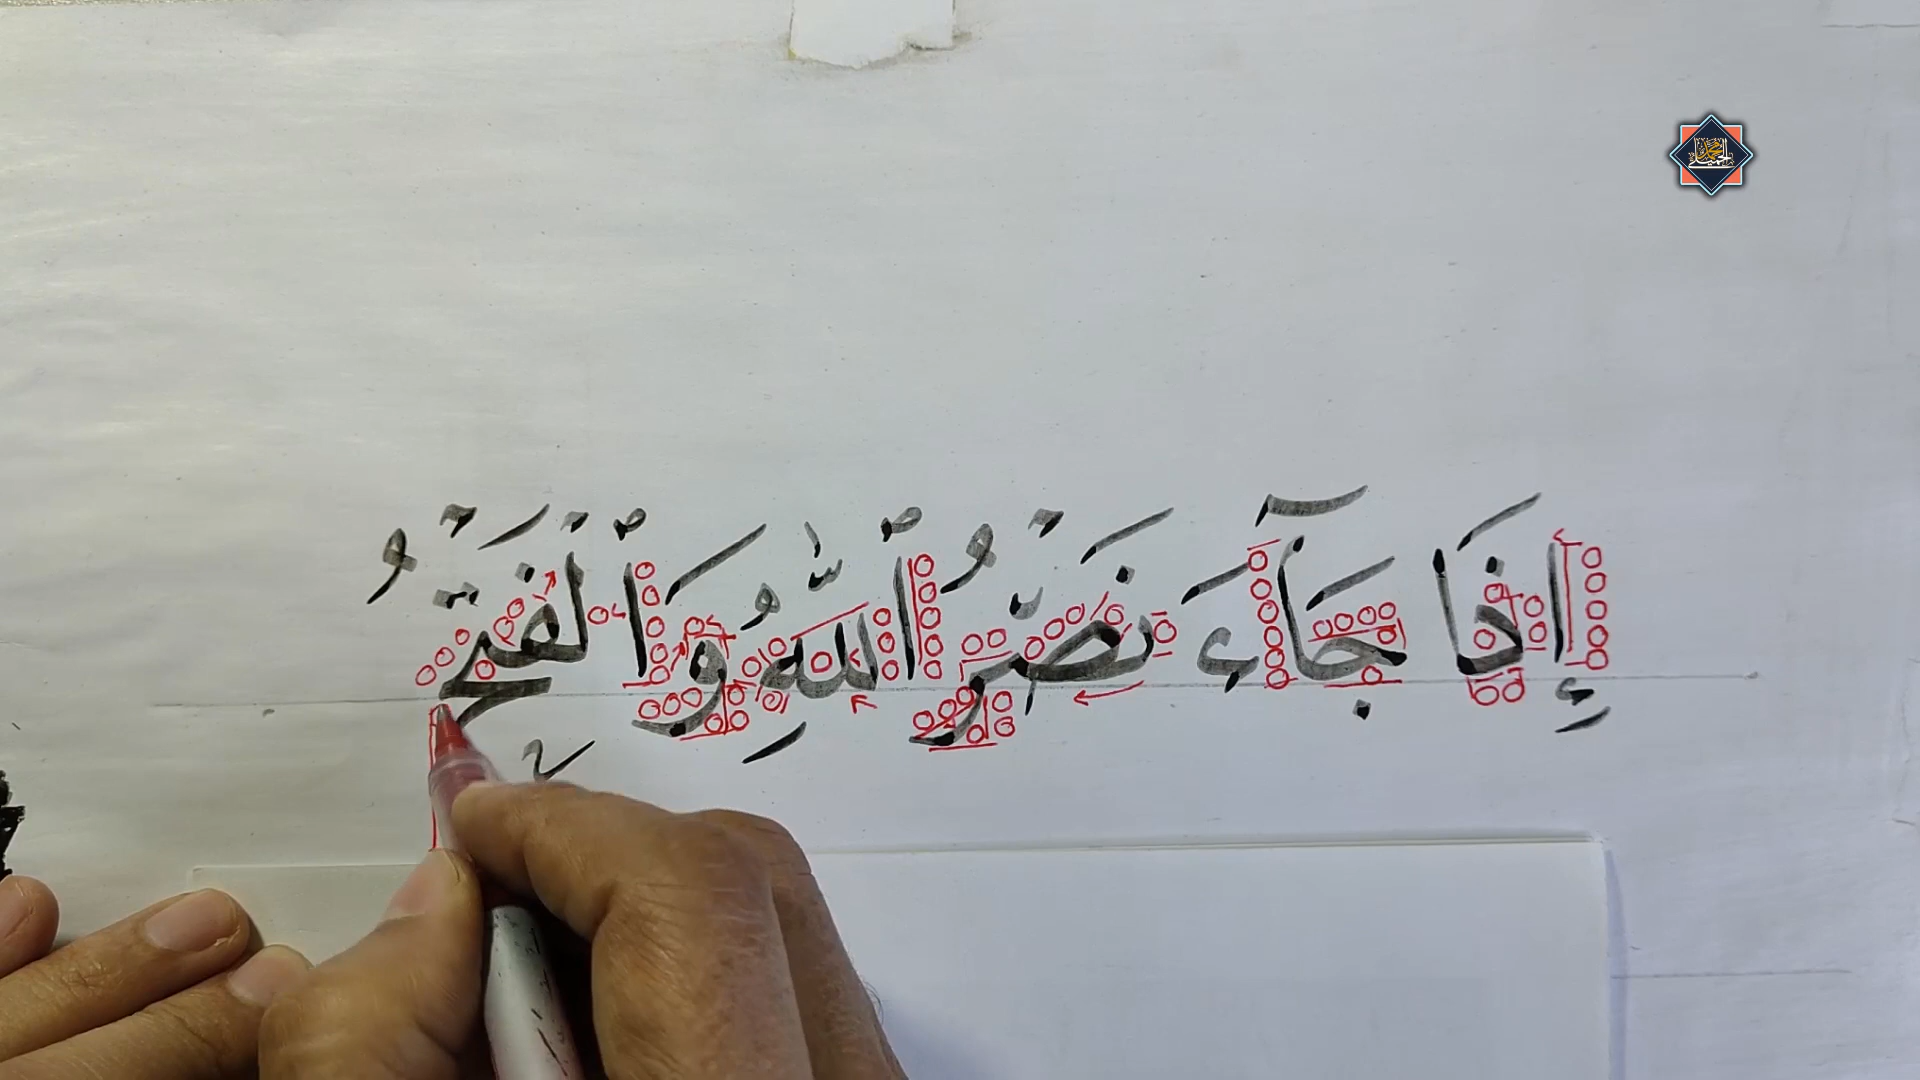 إِذَا جَآءَ نَصْرُ ٱللَّهِ وَٱلْفَتْحُ